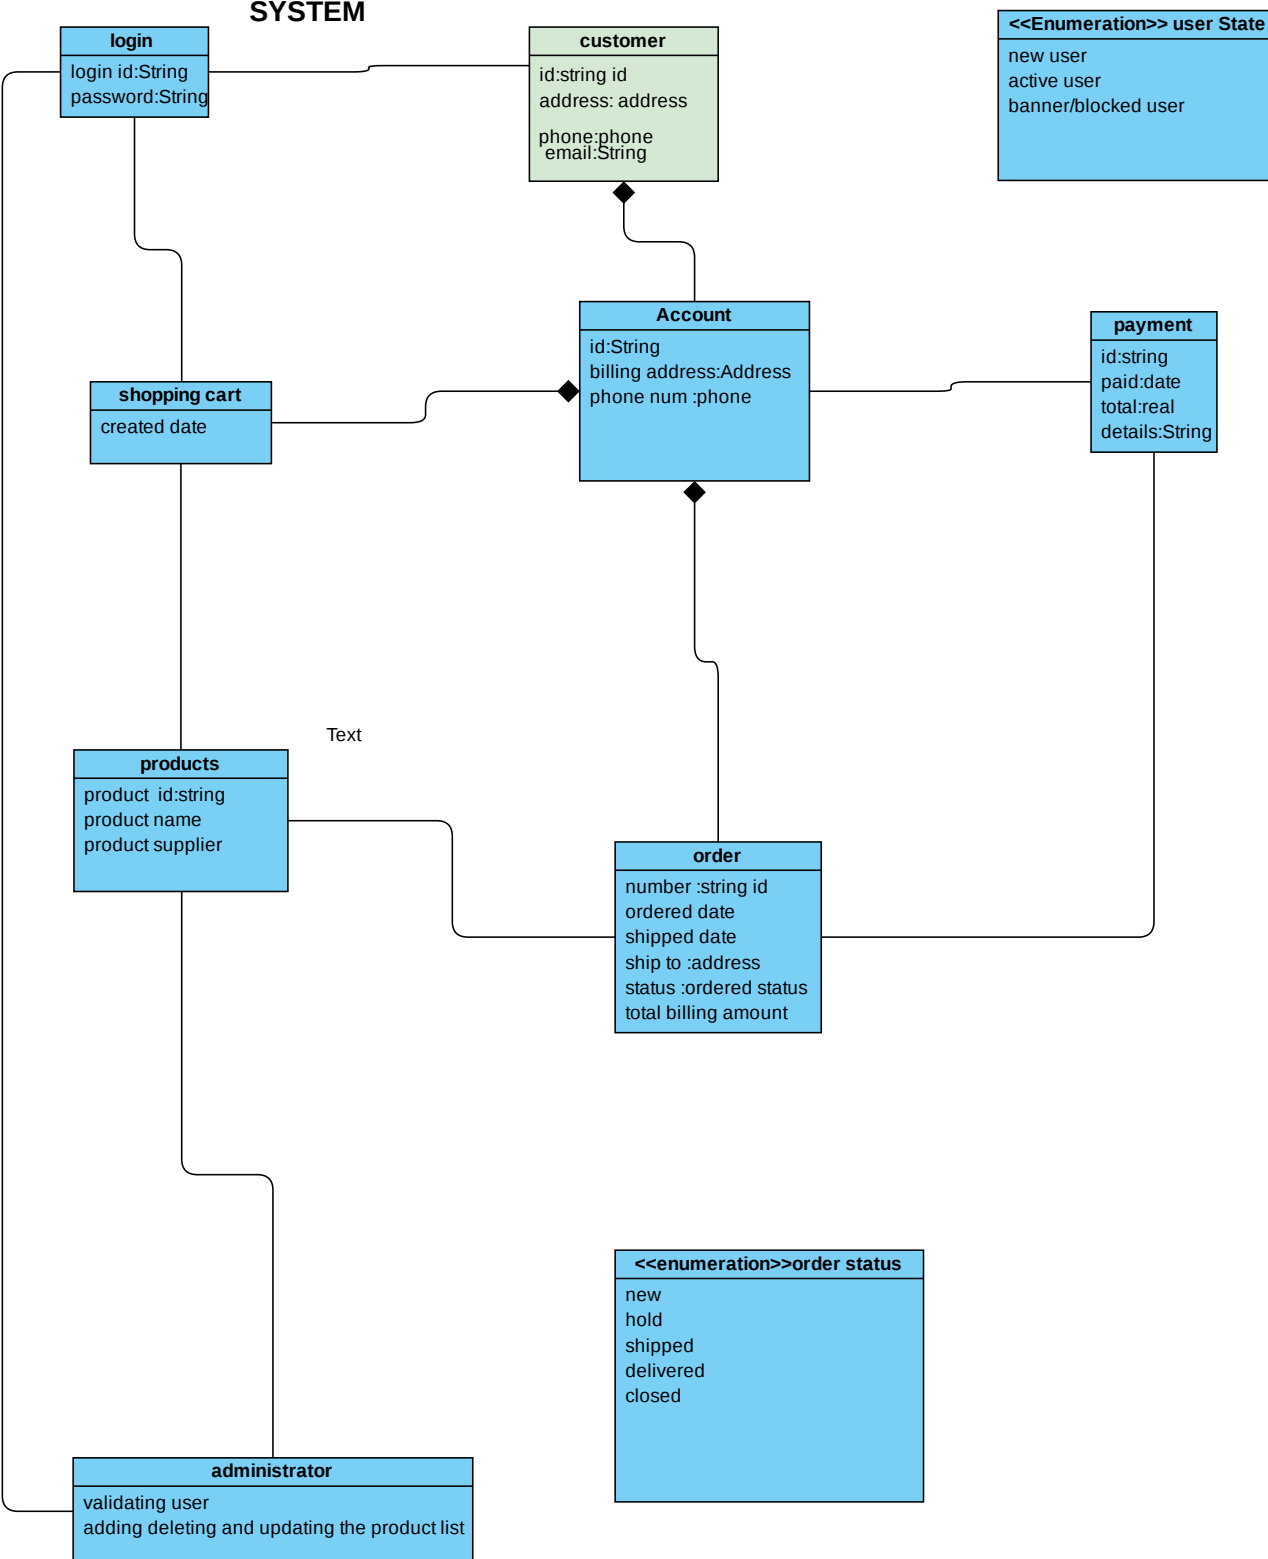 SYSTEM
login
login id:String
password:String
customer
id:string id
address: address
phone:phone
email:String
<<Enumeration>> user State
new user
active user
banner/blocked user
Account
id:String
billing address:Address
phone num :phone
payment
id:string
paid:date
total:real
details:String
shopping cart
created date
Text
products
product  id:string
product name
product supplier
order
number :string id
ordered date
shipped date
ship to :address
status :ordered status
total billing amount
<<enumeration>>order status
new
hold
shipped
delivered
closed
administrator
validating user
adding deleting and updating the product list